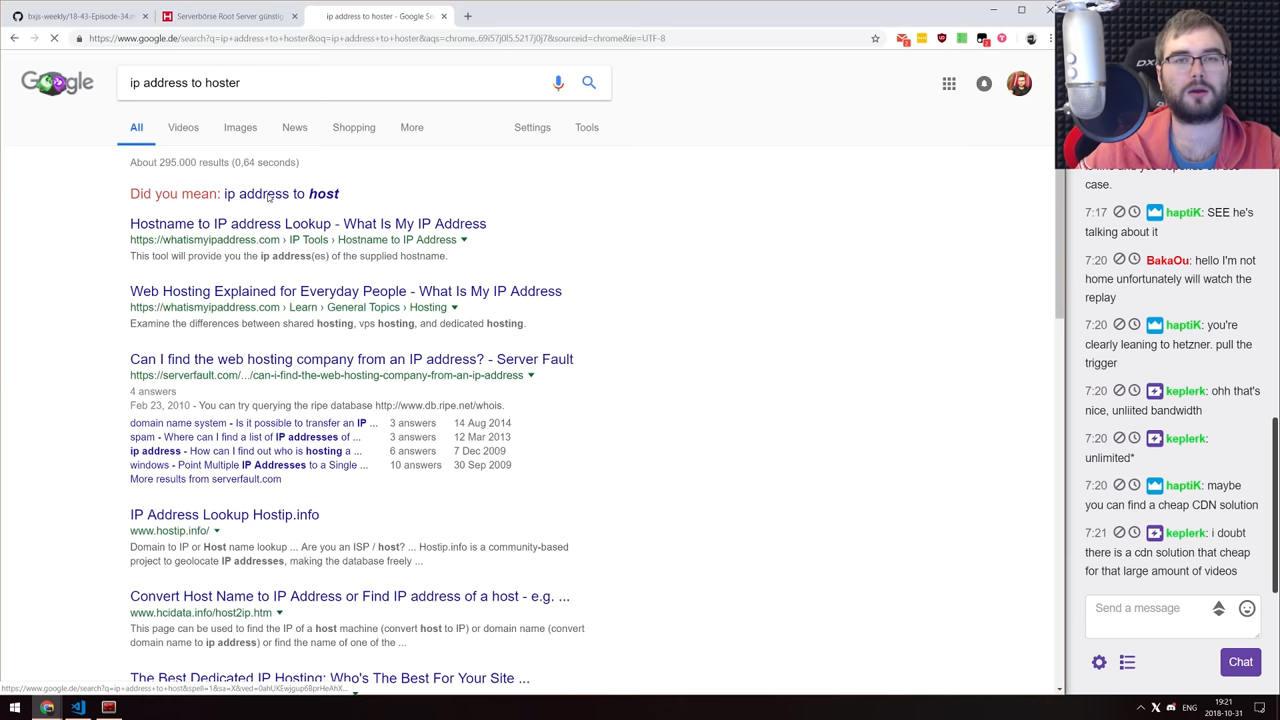 bxjs-weekly/18-43-Episode-34.m
Serverbörse Root Server günstig
ip address to hoster - Google Se
https://www.google.de/search?q=ip+address+to+hoster&oq=ip+address+to+hoster&aqs=chrome..69i57j0l5.5217j0j7&sourceid=chrome&ie=UTF-8
ip address to hoster
All
Videos
Images
News
Shopping
More
Settings
Tools
About 295.000 results (0,64 seconds)
Did you mean: ip address to host
Hostname to IP address Lookup - What Is My IP Address
https://whatismyipaddress.com › IP Tools › Hostname to IP Address
This tool will provide you the ip address(es) of the supplied hostname.
Web Hosting Explained for Everyday People - What Is My IP Address
https://whatismyipaddress.com › Learn › General Topics › Hosting
Examine the differences between shared hosting, vps hosting, and dedicated hosting.
Can I find the web hosting company from an IP address? - Server Fault
https://serverfault.com/.../can-i-find-the-web-hosting-company-from-an-ip-address
4 answers
Feb 23, 2010 - You can try querying the ripe database http://www.db.ripe.net/whois.
domain name system - Is it possible to transfer an IP ... 3 answers 14 Aug 2014
spam - Where can I find a list of IP addresses of ... 3 answers 12 Mar 2013
ip address - How can I find out who is hosting a ... 6 answers 7 Dec 2009
windows - Point Multiple IP Addresses to a Single ... 10 answers 30 Sep 2009
More results from serverfault.com
IP Address Lookup Hostip.info
www.hostip.info/
Domain to IP or Host name lookup ... Are you an ISP / host? ... Hostip.info is a community-based
project to geolocate IP addresses, making the database freely ...
Convert Host Name to IP Address or Find IP address of a host - e.g. ...
www.hcidata.info/host2ip.htm
This page can be used to find the IP of a host machine (convert host to IP) or domain name (convert
domain name to ip address) or find the name of one of the ...
The Best Dedicated IP Hosting: Who's The Best For Your Site ...
case.
7:17 haptiK: SEE he's
talking about it
7:20 BakaOu: hello I'm not
home unfortunately will watch the
replay
7:20 haptiK: you're
clearly leaning to hetzner. pull the
trigger
7:20 keplerk: ohh that's
nice, unliited bandwidth
7:20 keplerk:
unlimited*
7:20 haptiK: maybe
you can find a cheap CDN solution
7:21 keplerk: i doubt
there is a cdn solution that cheap
for that large amount of videos
Send a message
Chat
ENG
19:21
2018-10-31